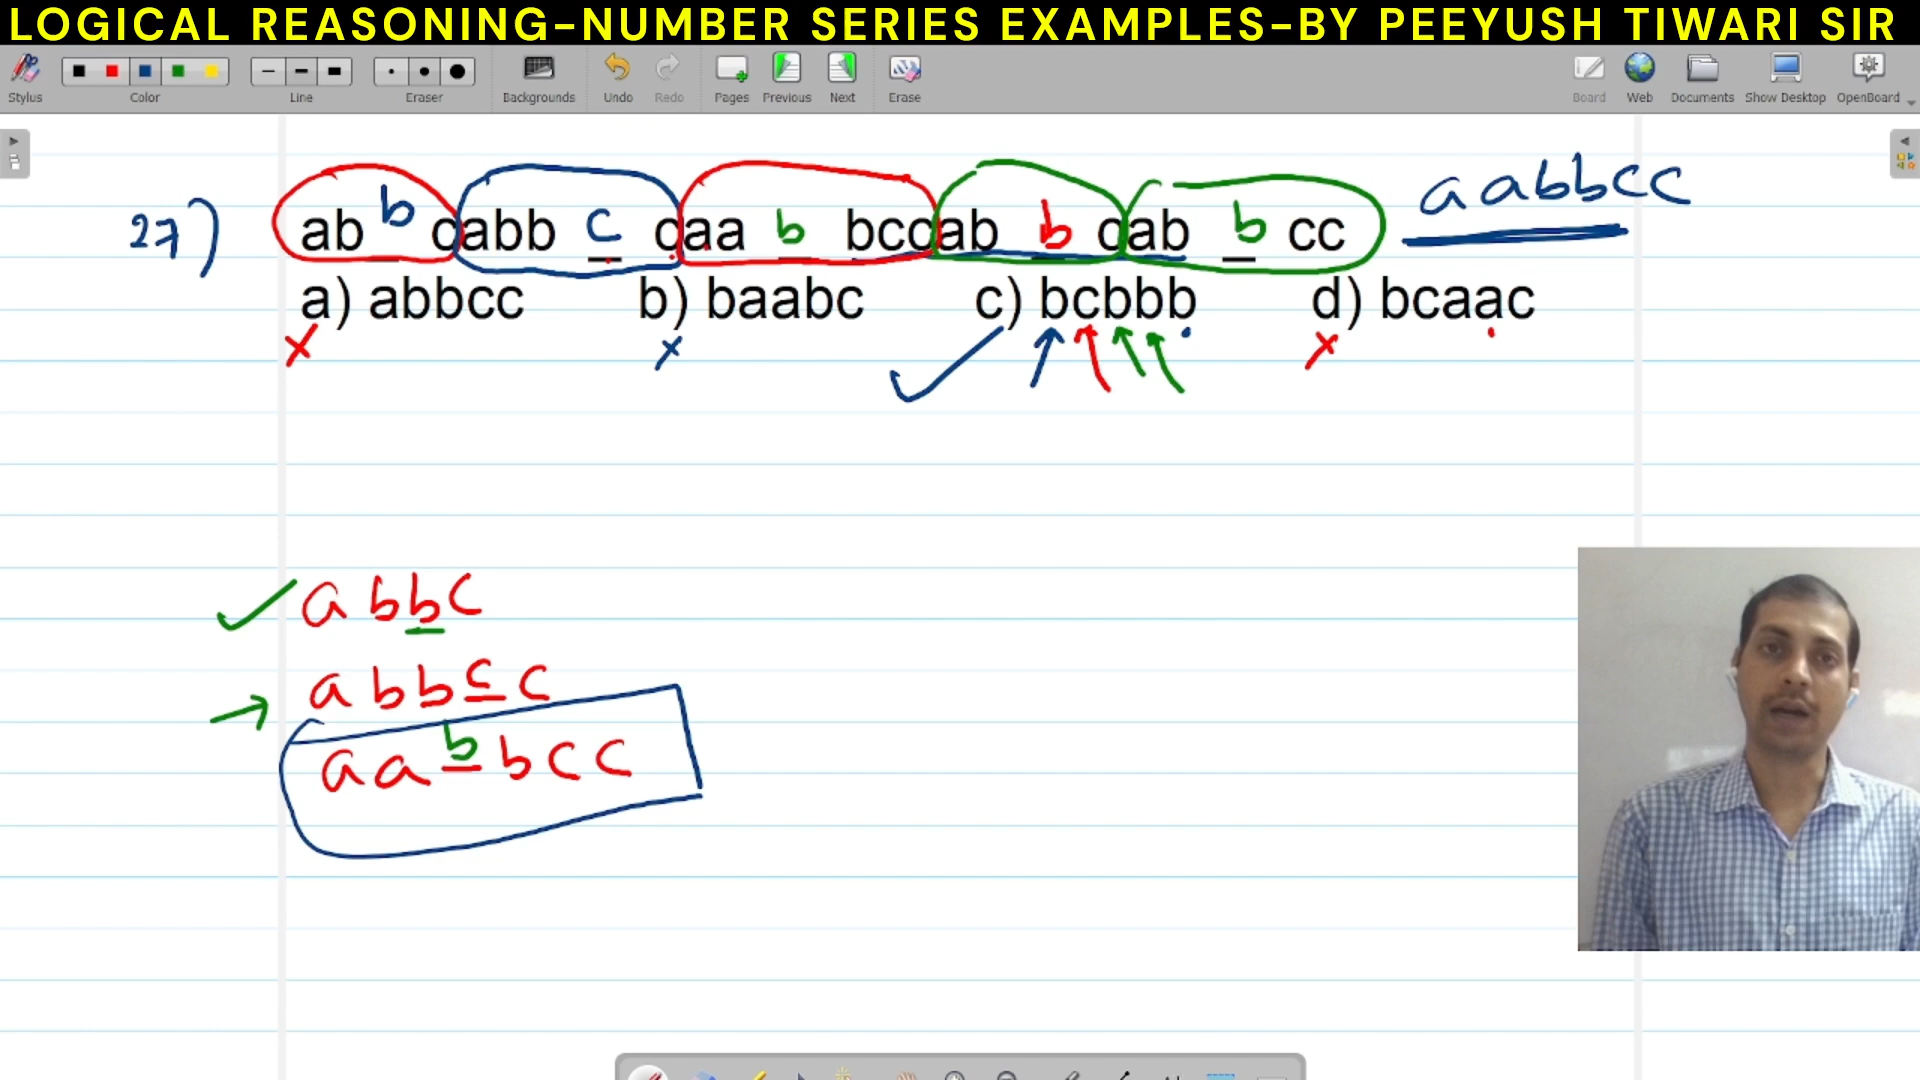 LOGICAL REASONING-NUMBER SERIES EXAMPLES-BY PEEYUSH TIWARI SIR
Stylus Color Line Eraser Backgrounds Undo Redo Pages Previous Next Erase Board Web Documents Show Desktop OpenBoard
27) ab b cabb c caa b bccab b cab b cc aabbcc
a) abbcc b) baabc c) bcbbb d) bcaac
abbc
abbcc
aabbcc